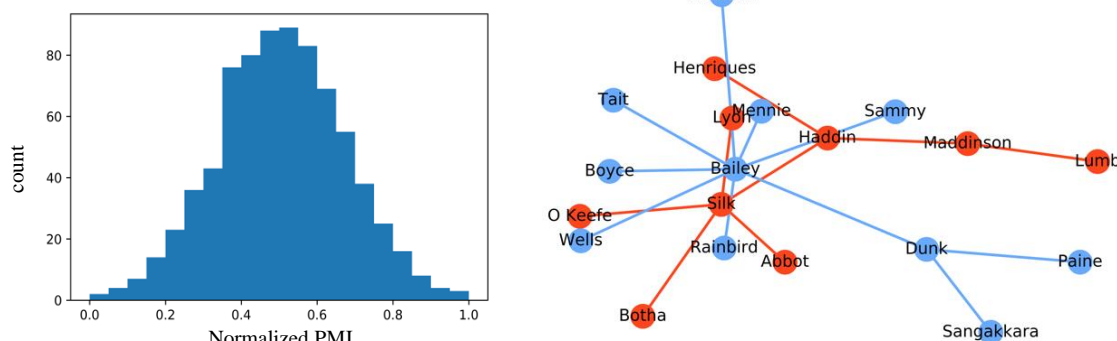 count
80
60
40
20
0
0.0 0.2 0.4 0.6 0.8 1.0
Normalized PMI
Henriques
Tait
Lyon
Mennie
Sammy
Haddin
Maddinson
Lumb
Boyce
Bailey
Silk
O Keefe
Wells
Rainbird
Abbot
Dunk
Paine
Botha
Sangakkara